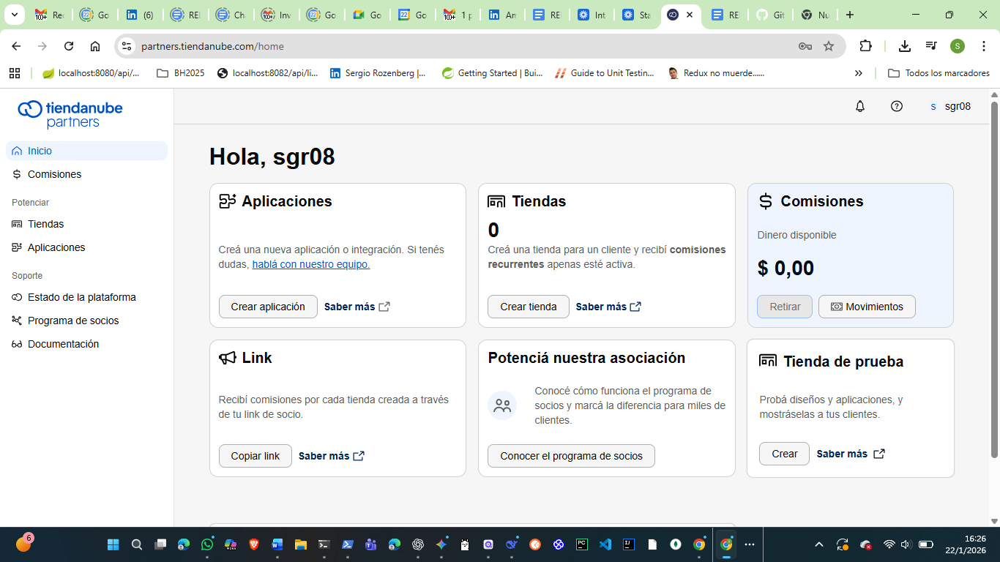 Rec
Go
(6)
REI
Cha
Inv
Go
Go
Go
1 p
An
RE
Int
Sta
REI
Git
Nu
partners.tiendanube.com/home
S
localhost:8080/api/...
BH2025
localhost:8082/api/li...
Sergio Rozenberg |...
Getting Started | Bui...
Guide to Unit Testin...
Redux no muerde......
Todos los marcadores
tiendanube
partners
S
sgr08
Inicio
Comisiones
Potenciar
Tiendas
Aplicaciones
Soporte
Estado de la plataforma
Programa de socios
Documentación
Hola, sgr08
Aplicaciones
Creá una nueva aplicación o integración. Si tenés
dudas, hablá con nuestro equipo.
Crear aplicación
Saber más
Tiendas
0
Creá una tienda para un cliente y recibí comisiones
recurrentes apenas esté activa.
Crear tienda
Saber más
Comisiones
Dinero disponible
$ 0,00
Retirar
Movimientos
Link
Recibí comisiones por cada tienda creada a través
de tu link de socio.
Copiar link
Saber más
Potenciá nuestra asociación
Conocé cómo funciona el programa de
socios y marcá la diferencia para miles de
clientes.
Conocer el programa de socios
Tienda de prueba
Probá diseños y aplicaciones, y
mostráselas a tus clientes.
Crear
Saber más
6
16:26
22/1/2026